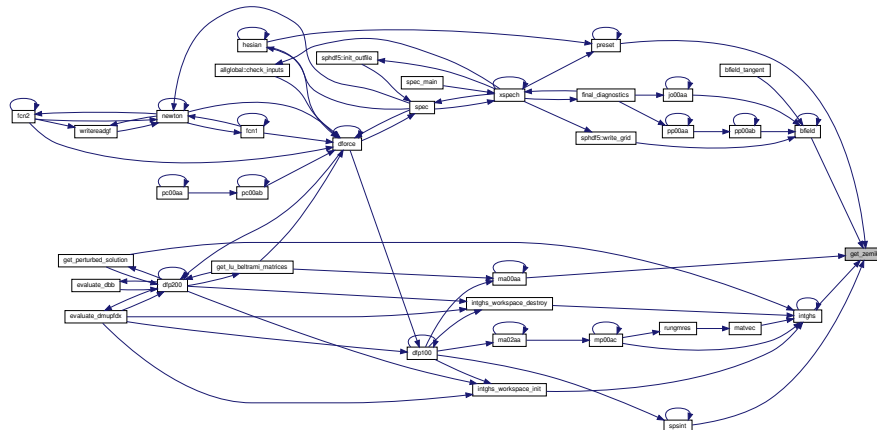 hesian
preset
sphdf5::init_outfile
allglobal::check_inputs
bfield_tangent
spec_main
xspech
final_diagnostics
jo00aa
spec
fcn2
newton
writereadgf
fcn1
pp00aa
pp00ab
bfield
sphdf5::write_grid
dforce
pc00aa
pc00ab
get_zernik
get_perturbed_solution
get_lu_beltrami_matrices
evaluate_dbb
dfp200
ma00aa
intghs_workspace_destroy
evaluate_dmupfdx
intghs
rungmres
matvec
ma02aa
mp00ac
dfp100
intghs_workspace_init
spsint